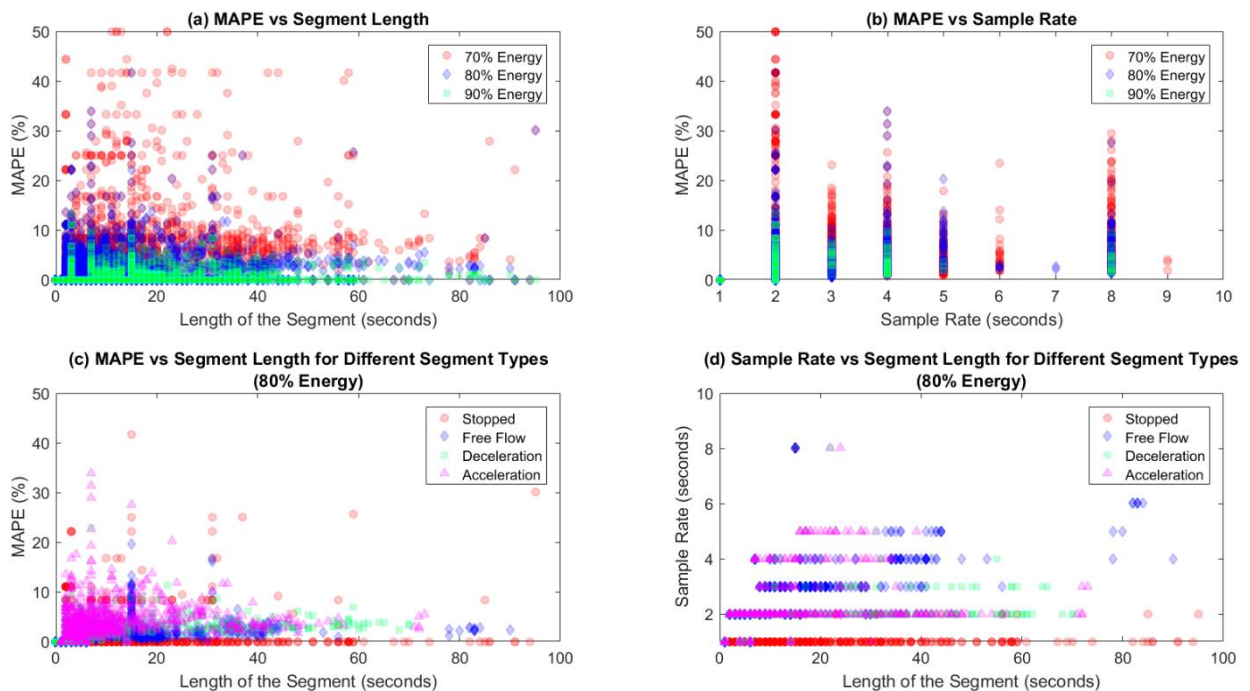 (a) MAPE vs Segment Length
50
40
30
20
10
0
MAPE (%)
70% Energy
80% Energy
90% Energy
0 20 40 60 80 100
Length of the Segment (seconds)
(b) MAPE vs Sample Rate
50
40
30
20
10
0
MAPE (%)
70% Energy
80% Energy
90% Energy
1 2 3 4 5 6 7 8 9 10
Sample Rate (seconds)
(c) MAPE vs Segment Length for Different Segment Types
(80% Energy)
50
40
30
20
10
0
MAPE (%)
Stopped
Free Flow
Deceleration
Acceleration
0 20 40 60 80 100
Length of the Segment (seconds)
(d) Sample Rate vs Segment Length for Different Segment Types
(80% Energy)
10
8
6
4
2
Sample Rate (seconds)
Stopped
Free Flow
Deceleration
Acceleration
0 20 40 60 80 100
Length of the Segment (seconds)